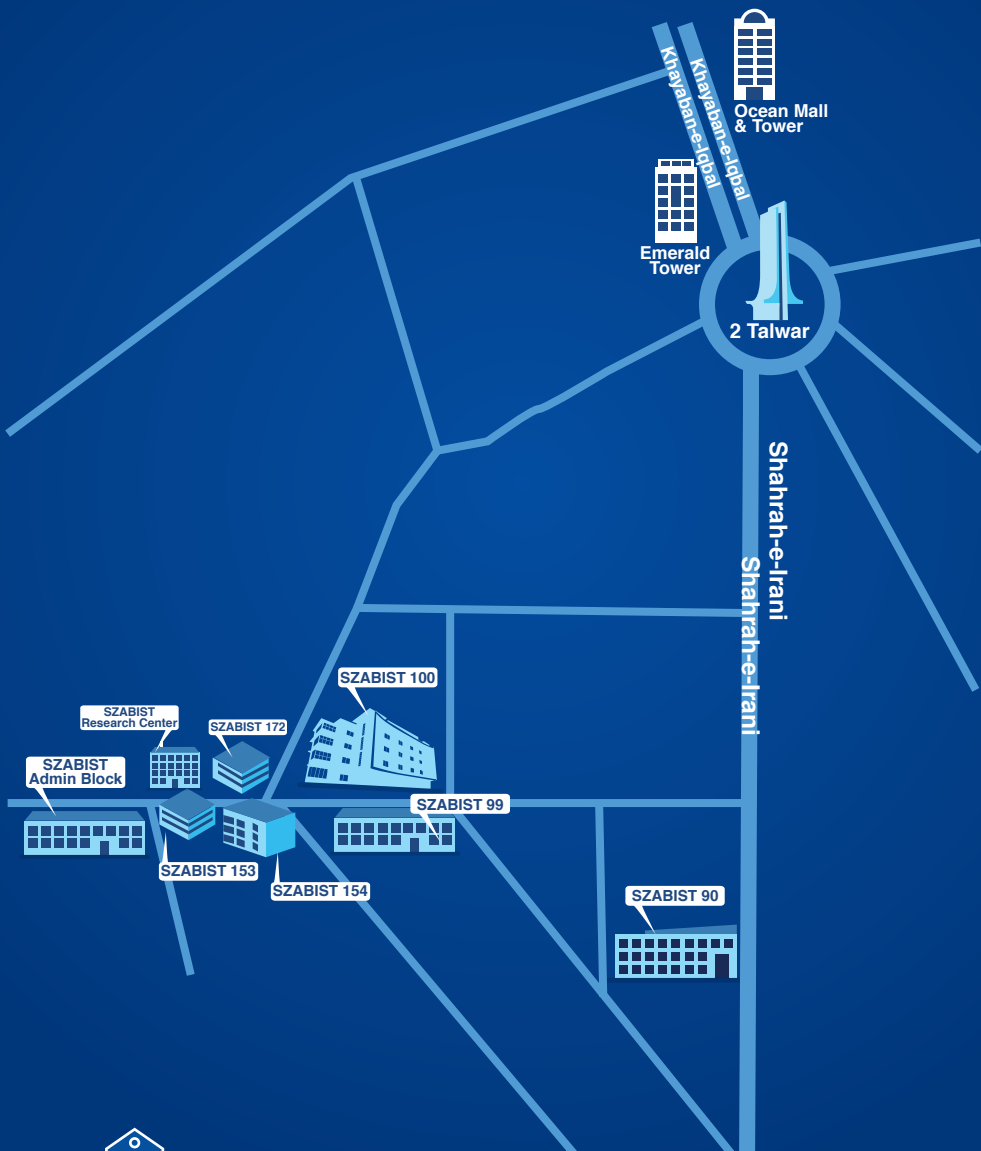 Khayaban-e-Iqbal
Khayaban-e-Iqbal
Ocean Mall
& Tower
Emerald
Tower
2 Talwar
Shahrah-e-Irani
Shahrah-e-Irani
SZABIST 100
SZABIST
Research Center
SZABIST 172
SZABIST
Admin Block
SZABIST 99
SZABIST 153
SZABIST 154
SZABIST 90